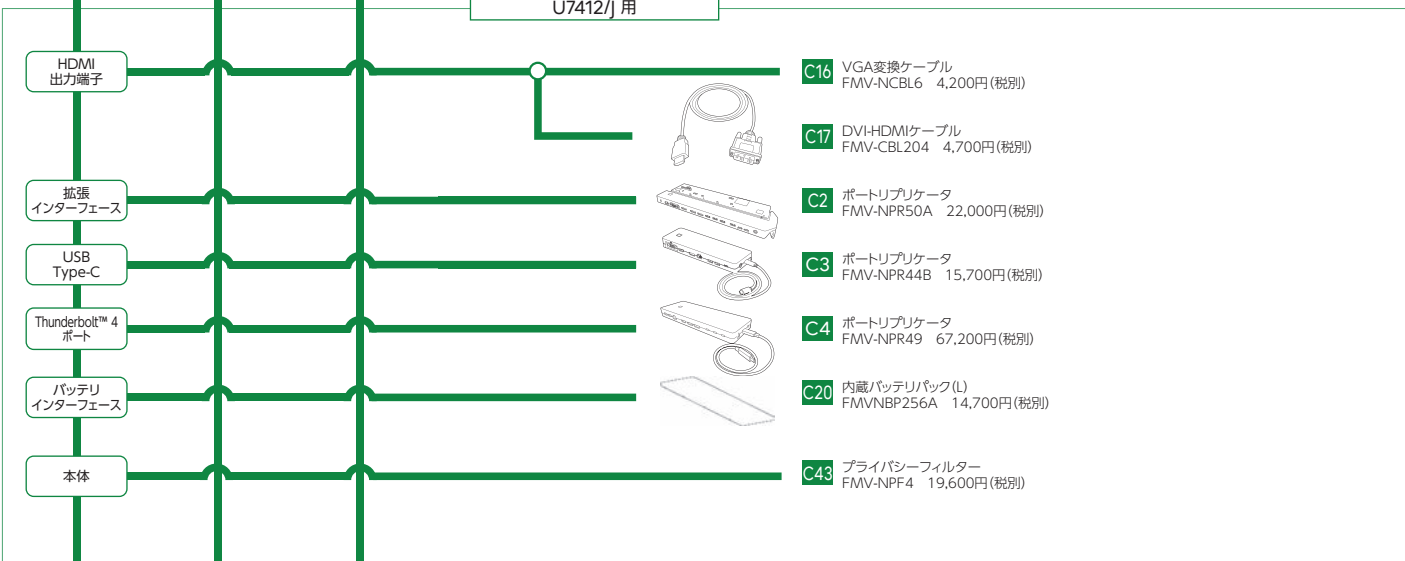 U7412/J 用
HDMI
出力端子
C16
VGA変換ケーブル
FMV-NCBL6 4,200円(税別)
C17
DVI-HDMIケーブル
FMV-CBL204 4,700円(税別)
拡張
インターフェース
C2
ポートリプリケータ
FMV-NPR50A 22,000円(税別)
USB
Type-C
C3
ポートリプリケータ
FMV-NPR44B 15,700円(税別)
Thunderbolt™ 4
ポート
C4
ポートリプリケータ
FMV-NPR49 67,200円(税別)
バッテリ
インターフェース
C20
内蔵バッテリパック(L)
FMVNBP256A 14,700円(税別)
本体
C43
プライバシーフィルター
FMV-NPF4 19,600円(税別)